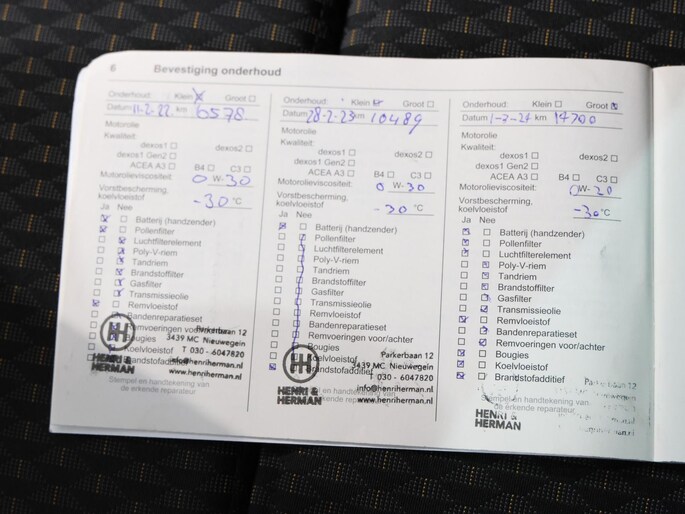 6 Bevestiging onderhoud
Onderhoud: Klein Groot
Datum 11-2-22 km 6578
Motorolie
Kwaliteit:
dexos1 dexos2
dexos1 Gen2
ACEA A3 B4 C3
Motorolieviscositeit: 0 W-30
Vorstbescherming, koelvloeistof -30 °C
Ja Nee
Batterij (handzender)
Pollenfilter
Luchtfilterelement
Poly-V-riem
Tandriem
Brandstoffilter
Gasfilter
Transmissieolie
Remvloeistof
Bandenreparatieset
Remvoeringen voor/achter
Bougies
Koelvloeistof
Brandstofadditief
HENRI & HERMAN
Parkerbaan 12
3439 MC Nieuwegein
T 030 - 6047820
info@henriherman.nl
www.henriherman.nl
Stempel en handtekening van
de erkende reparateur
Onderhoud: Klein Groot
Datum 28-2-23 km 10489
Motorolie
Kwaliteit:
dexos1 dexos2
dexos1 Gen2
ACEA A3 B4 C3
Motorolieviscositeit: 0 W-30
Vorstbescherming, koelvloeistof -30 °C
Ja Nee
Batterij (handzender)
Pollenfilter
Luchtfilterelement
Poly-V-riem
Tandriem
Brandstoffilter
Gasfilter
Transmissieolie
Remvloeistof
Bandenreparatieset
Remvoeringen voor/achter
Bougies
Koelvloeistof
Brandstofadditief
HENRI & HERMAN
Parkerbaan 12
3439 MC Nieuwegein
T 030 - 6047820
info@henriherman.nl
www.henriherman.nl
Stempel en handtekening van
de erkende reparateur
Onderhoud: Klein Groot
Datum km
Motorolie
Kwaliteit:
dexos1 dexos2
dexos1 Gen2
ACEA A3 B4 C3
Motorolieviscositeit: 0 W-20
Vorstbescherming, koelvloeistof -30 °C
Ja Nee
Batterij (handzender)
Pollenfilter
Luchtfilterelement
Poly-V-riem
Tandriem
Brandstoffilter
Gasfilter
Transmissieolie
Remvloeistof
Bandenreparatieset
Remvoeringen voor/achter
Bougies
Koelvloeistof
Brandstofadditief
HENRI & HERMAN
Stempel en handtekening van
de erkende reparateur